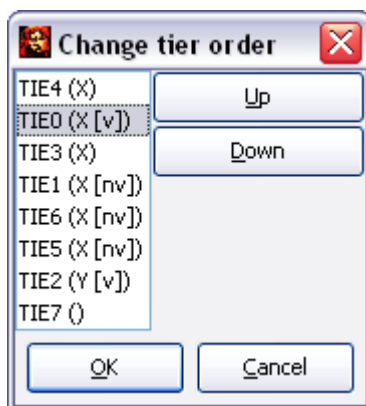 Change tier order
TIE4 (X)
TIE0 (X [v])
TIE3 (X)
TIE1 (X [nv])
TIE6 (X [nv])
TIE5 (X [nv])
TIE2 (Y [v])
TIE7 ()
Up
Down
OK
Cancel